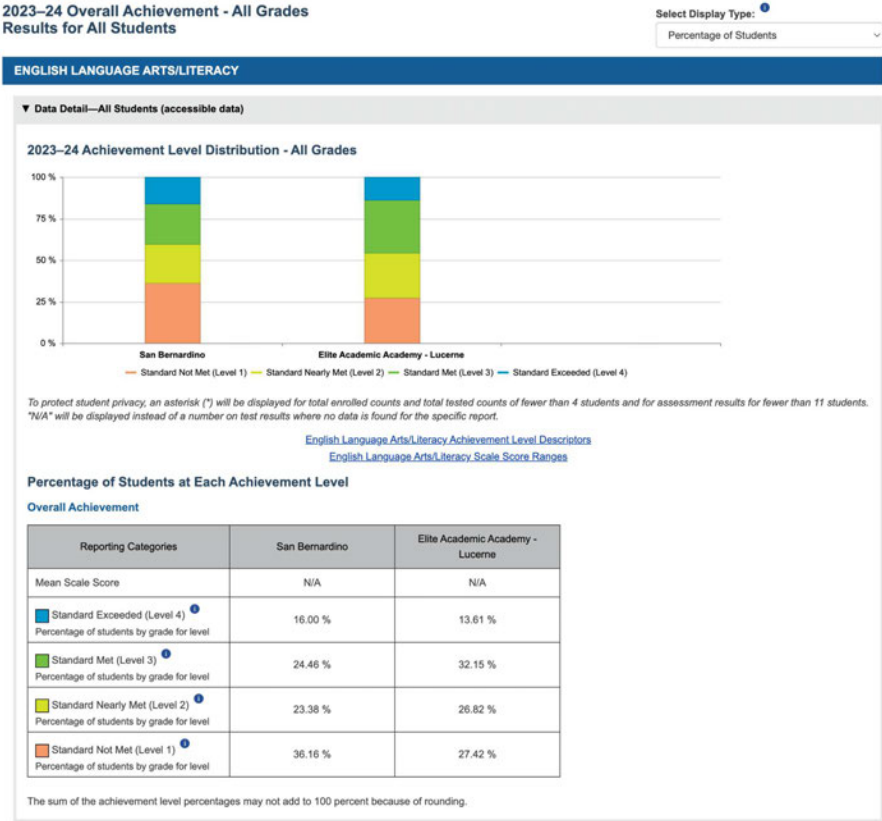 2023–24 Overall Achievement - All Grades
Results for All Students
Select Display Type:
Percentage of Students
ENGLISH LANGUAGE ARTS/LITERACY
▼ Data Detail—All Students (accessible data)
2023–24 Achievement Level Distribution - All Grades
100 %
75 %
50 %
25 %
0 %
San Bernardino
Elite Academic Academy - Lucerne
Standard Not Met (Level 1) Standard Nearly Met (Level 2) Standard Met (Level 3) Standard Exceeded (Level 4)
To protect student privacy, an asterisk (*) will be displayed for total enrolled counts and total tested counts of fewer than 4 students and for assessment results for fewer than 11 students.
"N/A" will be displayed instead of a number on test results where no data is found for the specific report.
English Language Arts/Literacy Achievement Level Descriptors
English Language Arts/Literacy Scale Score Ranges
Percentage of Students at Each Achievement Level
Overall Achievement
Reporting Categories San Bernardino Elite Academic Academy -
Lucerne
Mean Scale Score N/A N/A
Standard Exceeded (Level 4)
Percentage of students by grade for level 16.00 % 13.61 %
Standard Met (Level 3)
Percentage of students by grade for level 24.46 % 32.15 %
Standard Nearly Met (Level 2)
Percentage of students by grade for level 23.38 % 26.82 %
Standard Not Met (Level 1)
Percentage of students by grade for level 36.16 % 27.42 %
The sum of the achievement level percentages may not add to 100 percent because of rounding.